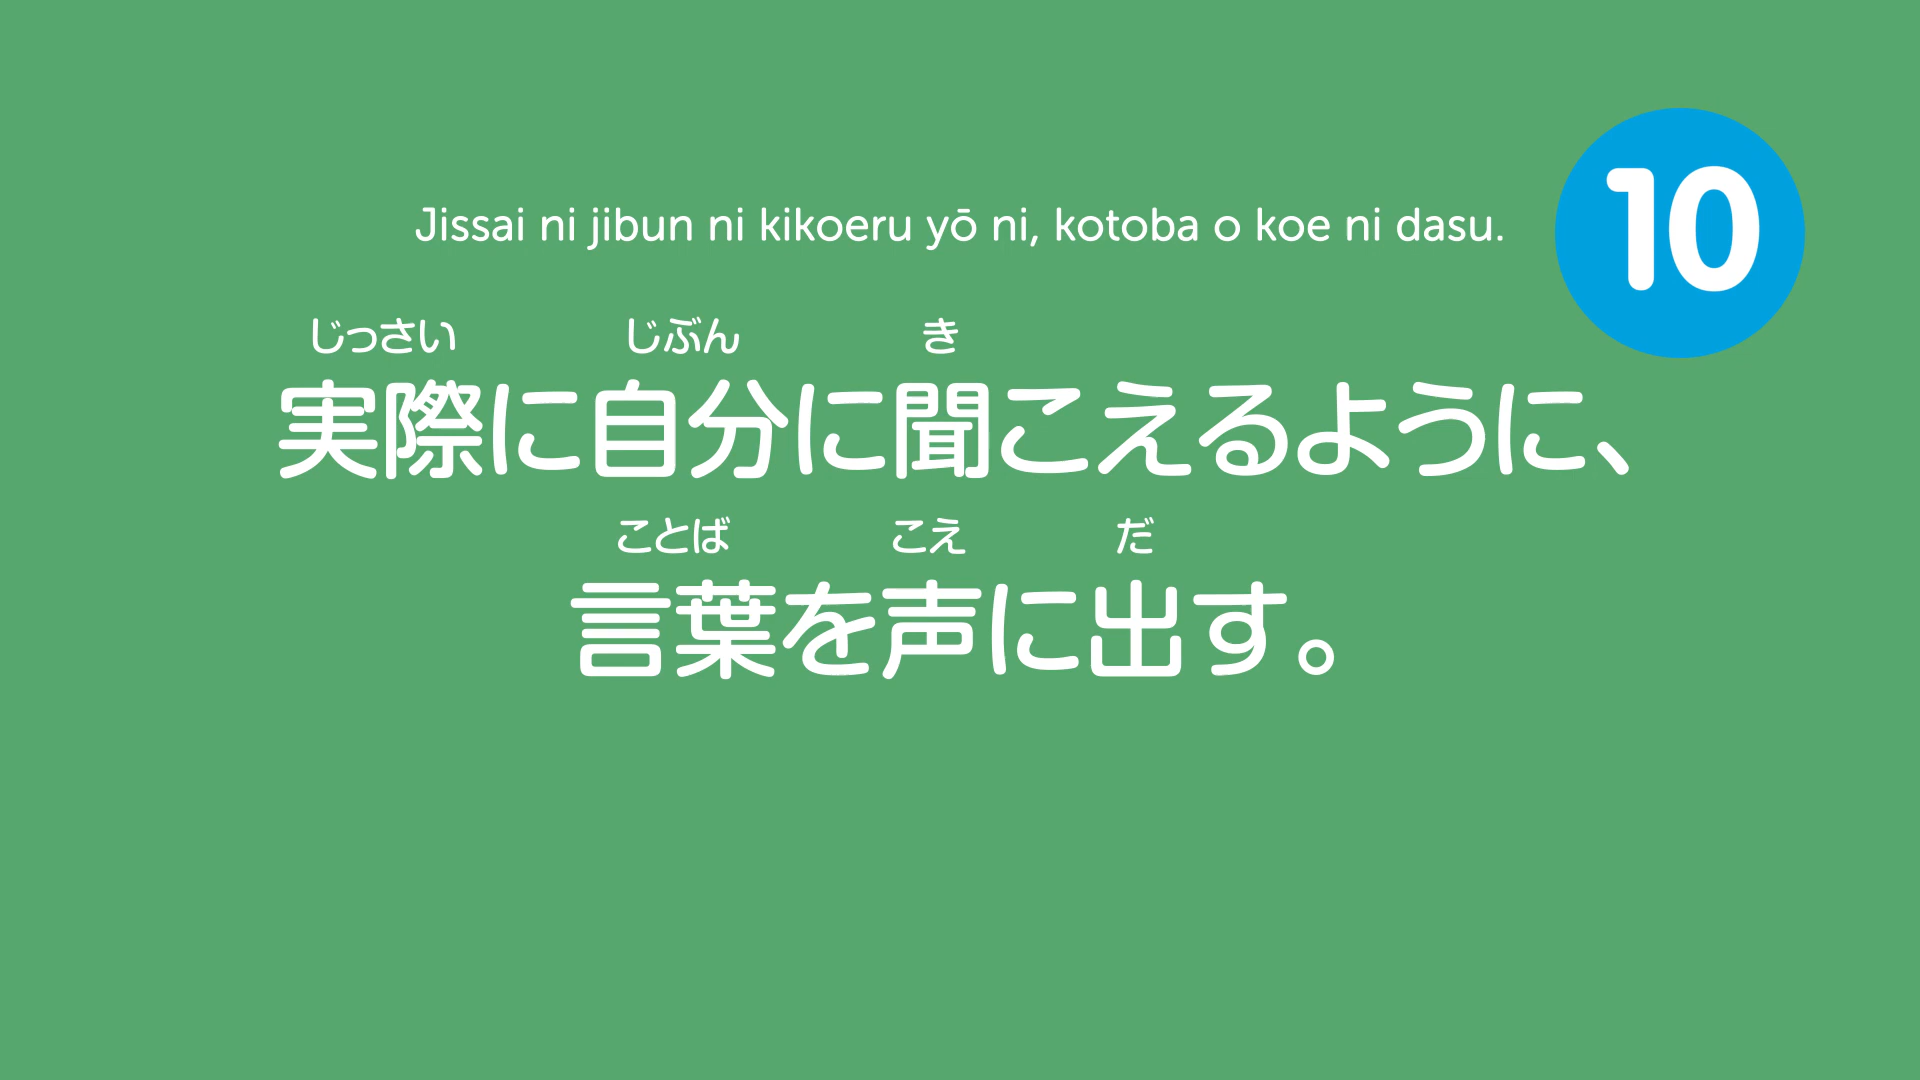 10
Jissai ni jibun ni kikoeru yō ni, kotoba o koe ni dasu.
じっさい じぶん き
実際に自分に聞こえるように、
ことば こえ だ
言葉を声に出す。